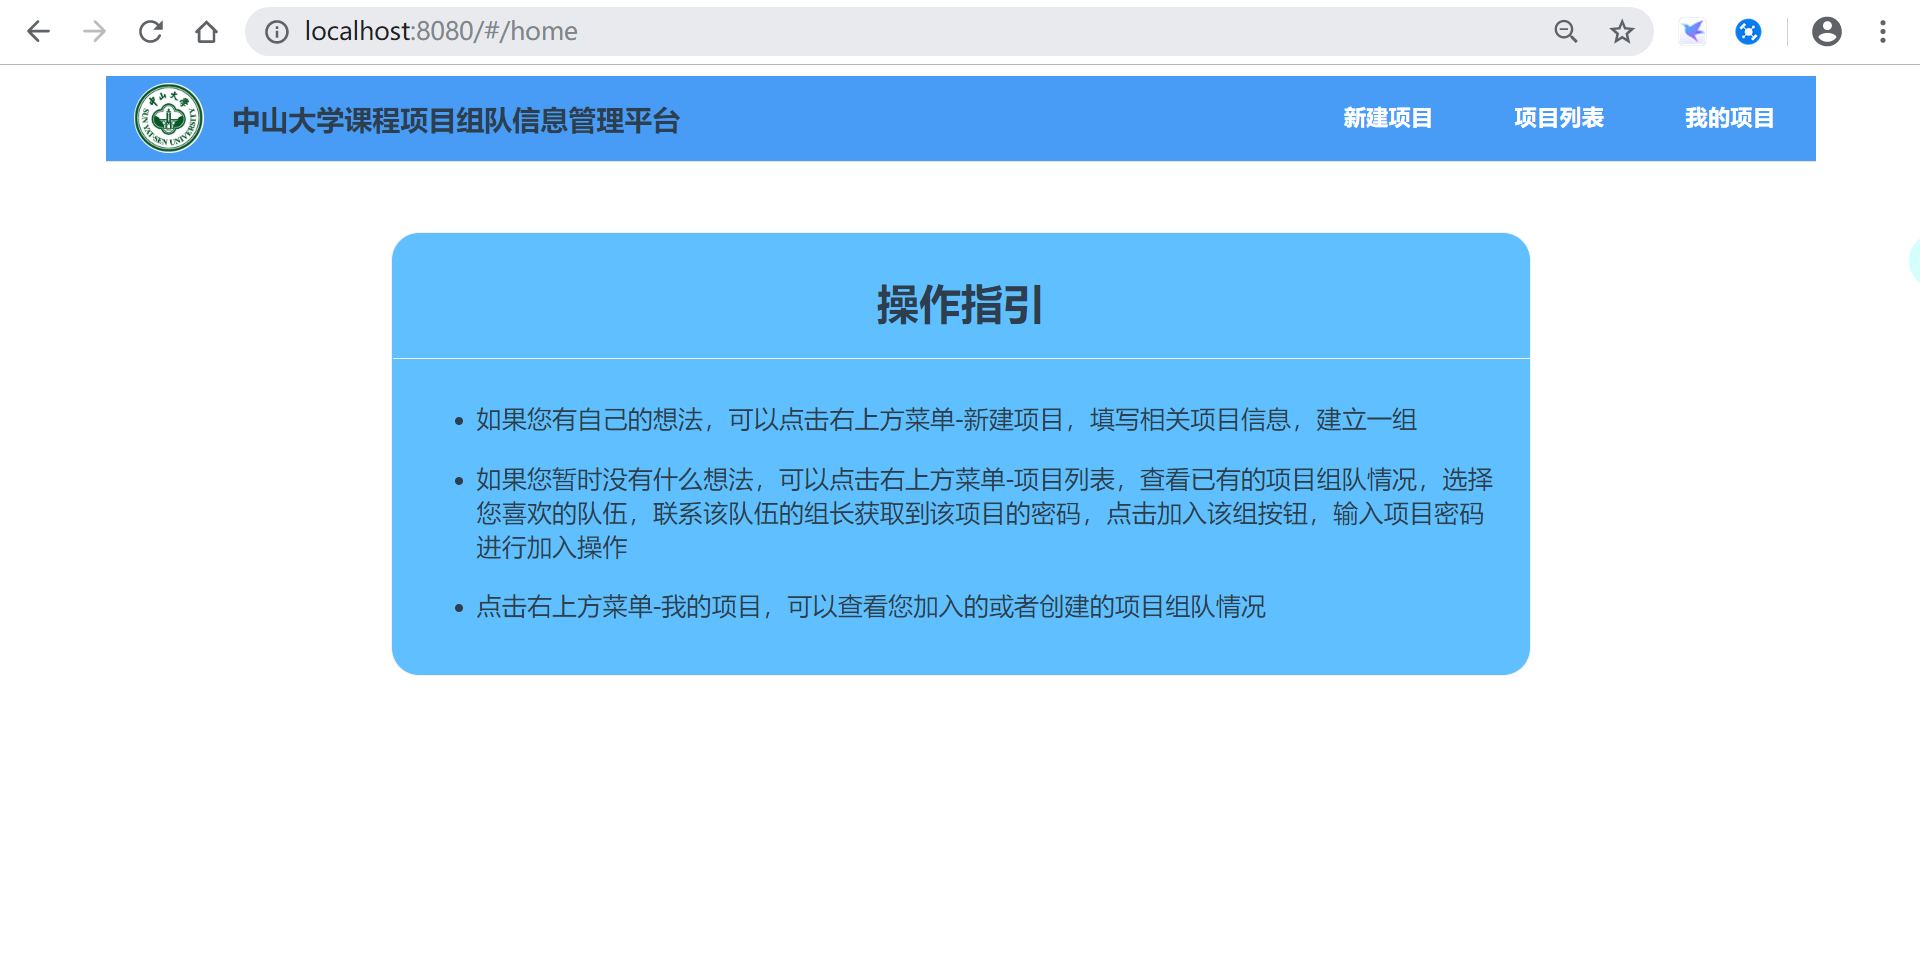 localhost:8080/#/home
中山大學
SUN YAT-SEN UNIVERSITY
中山大学课程项目组队信息管理平台
新建项目
项目列表
我的项目
操作指引
如果您有自己的想法，可以点击右上方菜单-新建项目，填写相关项目信息，建立一组
如果您暂时没有什么想法，可以点击右上方菜单-项目列表，查看已有的项目组队情况，选择
您喜欢的队伍，联系该队伍的组长获取到该项目的密码，点击加入该组按钮，输入项目密码
进行加入操作
点击右上方菜单-我的项目，可以查看您加入的或者创建的项目组队情况